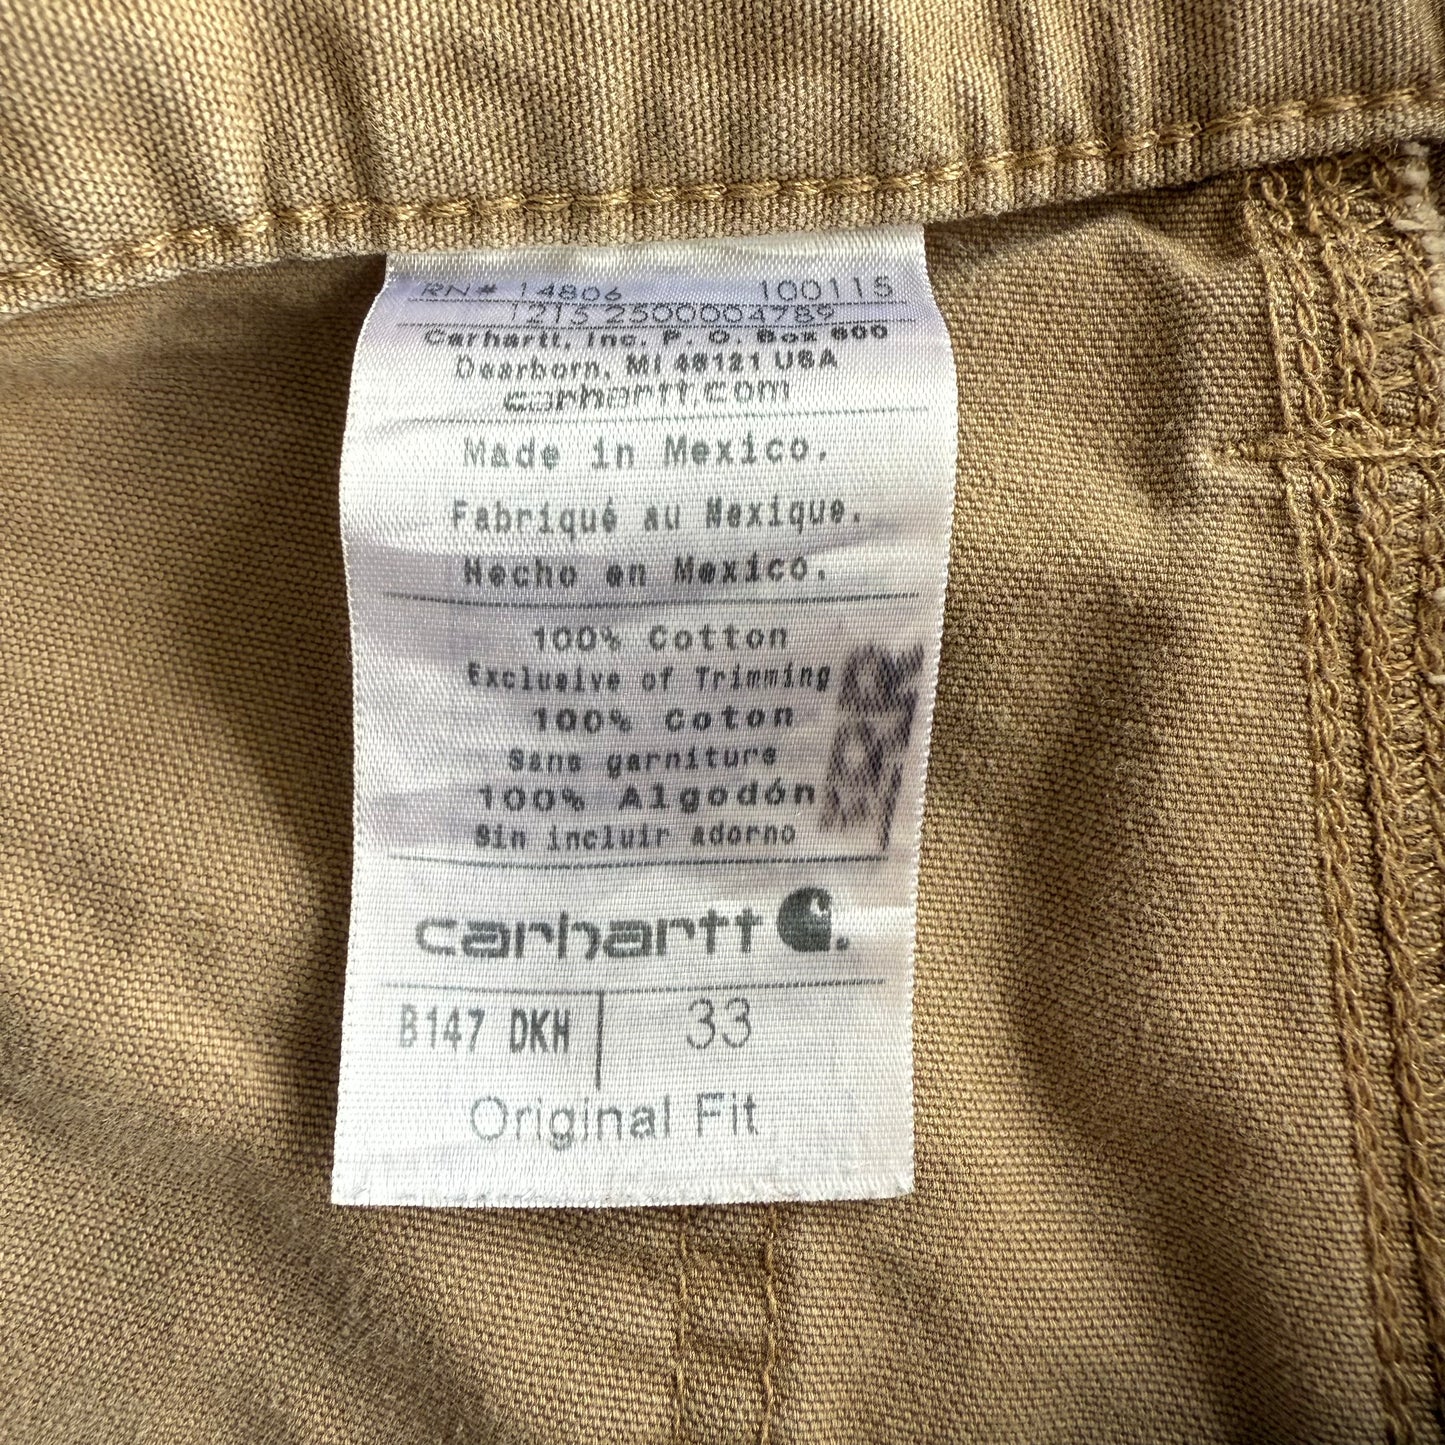 RN# 14806 100115
1215 2500004789
Carhartt, Inc. P. O. Box 600
Dearborn, MI 48121 USA
carhartt.com
Made in Mexico.
Fabriqué au Mexique.
Hecho en Mexico.
100% Cotton
Exclusive of Trimming
100% Coton
Sans garniture
100% Algodón
Sin incluir adorno
carhartt
B147 DKH 33
Original Fit